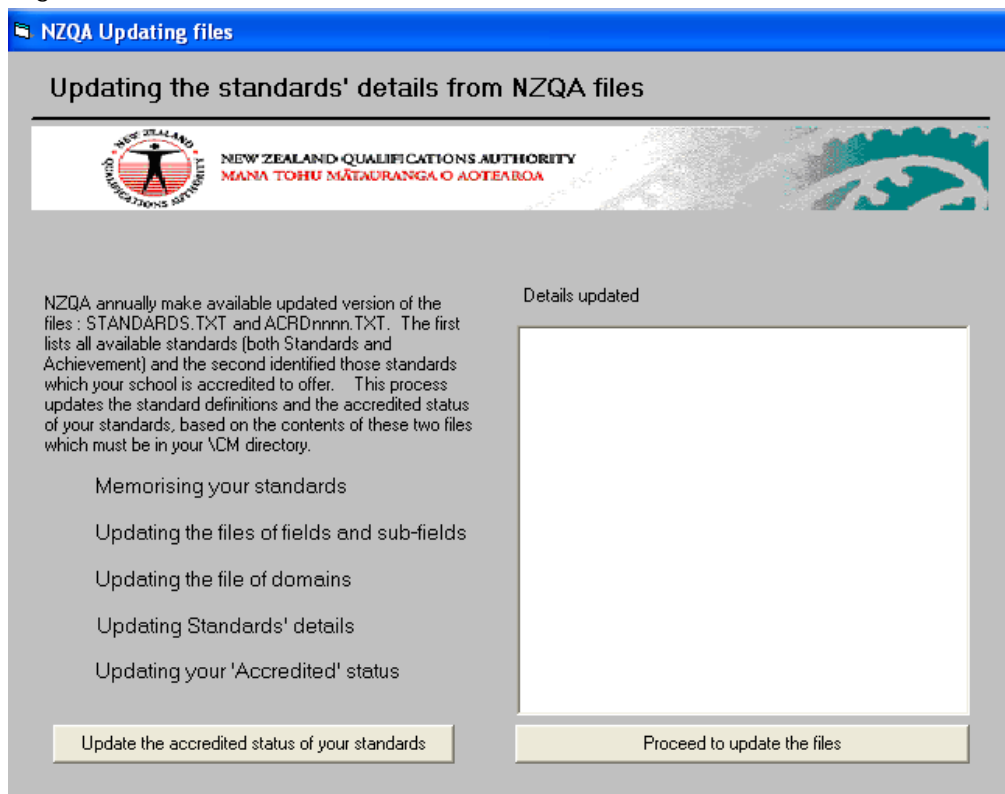 NZQA Updating files
Updating the standards' details from NZQA files
NEW ZEALAND
QUALIFICATIONS AUTHORITY
NEW ZEALAND QUALIFICATIONS AUTHORITY
MANA TOHU MĀTAURANGA O AOTEAROA
NZQA annually make available updated version of the
files : STANDARDS.TXT and ACRDnnnn.TXT. The first
lists all available standards (both Standards and
Achievement) and the second identified those standards
which your school is accredited to offer. This process
updates the standard definitions and the accredited status
of your standards, based on the contents of these two files
which must be in your \CM directory.
Memorising your standards
Updating the files of fields and sub-fields
Updating the file of domains
Updating Standards' details
Updating your 'Accredited' status
Update the accredited status of your standards
Details updated
Proceed to update the files